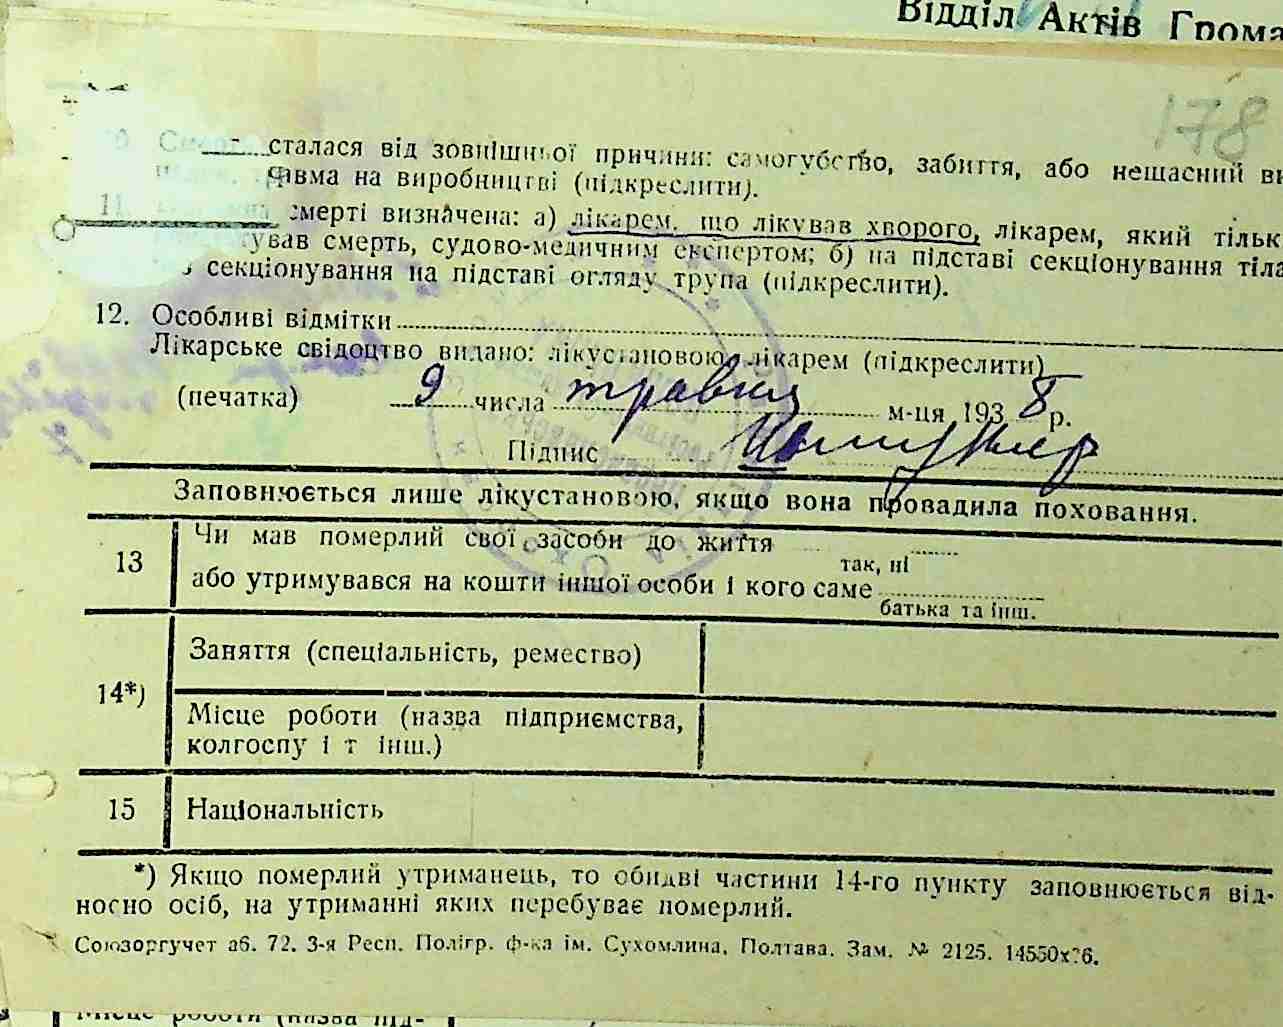 Відділ Актів Грома
178
сталася від зовнішньої причини: самогубство, забиття, або нещасний ви
травма на виробництві (підкреслити).
11. смерті визначена: а) лікарем, що лікував хворого, лікарем, який тільк
смерть, судово-медичним експертом; б) на підставі секціонування тіла
секціонування на підставі огляду трупа (підкреслити).
12. Особливі відмітки
Лікарське свідоцтво видано: лікустановою, лікарем (підкреслити)
(печатка) 9 числа травня м-ця 1938 р.
Підпис
Заповнюється лише лікустановою, якщо вона провадила поховання.
13 Чи мав померлий свої засоби до життя
так, ні
або утримувався на кошти іншої особи і кого саме
батька та інш.
Заняття (спеціальність, ремество)
14*)
Місце роботи (назва підприємства,
колгоспу і т інш.)
15 Національність
*) Якщо померлий утриманець, то обидві частини 14-го пункту заповнюється від-
носно осіб, на утриманні яких перебуває померлий.
Союзоргучет аб. 72. 3-я Респ. Полігр. ф-ка ім. Сухомлина, Полтава. Зам. № 2125.
Місце роботи (назва під-